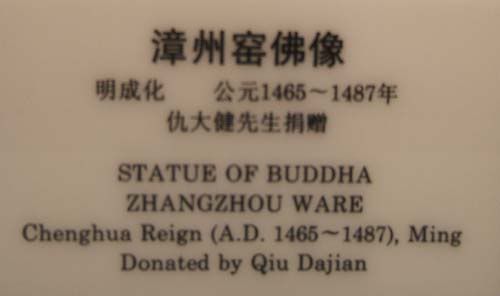 漳州窑佛像
明成化 公元1465～1487年
仇大健先生捐赠
STATUE OF BUDDHA
ZHANGZHOU WARE
Chenghua Reign (A.D. 1465～1487), Ming
Donated by Qiu Dajian